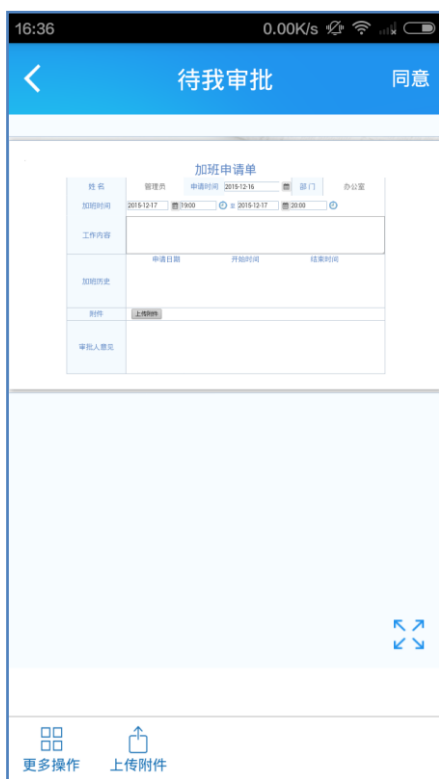 16:36 0.00K/s
待我审批 同意
加班申请单
姓名 管理员 申请时间 2015-12-16 部门 办公室
加班时间 2015-12-17 19:00 至 2015-12-17 20:00
工作内容
申请日期 开始时间 结束时间
加班历史
附件 上传附件
审批人意见
更多操作 上传附件